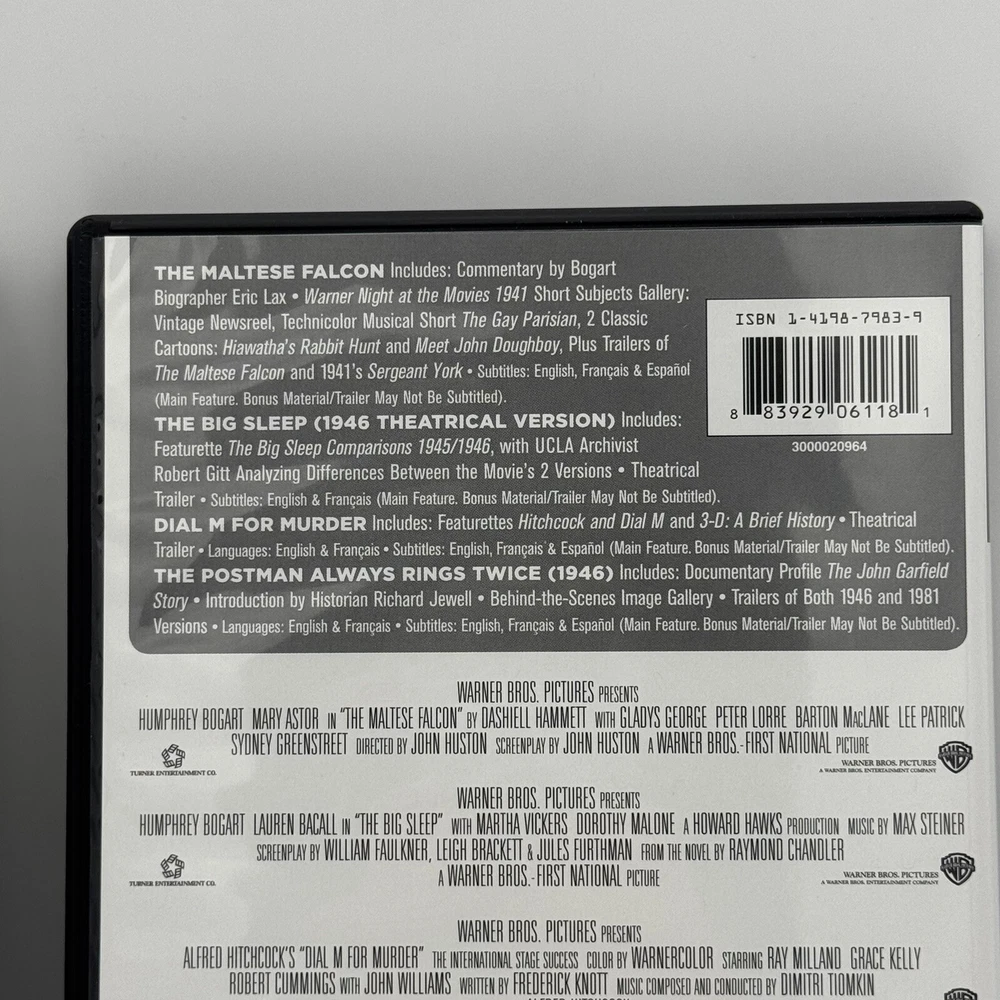 THE MALTESE FALCON Includes: Commentary by Bogart
Biographer Eric Lax • Warner Night at the Movies 1941 Short Subjects Gallery:
Vintage Newsreel, Technicolor Musical Short The Gay Parisian, 2 Classic
Cartoons: Hiawatha's Rabbit Hunt and Meet John Doughboy, Plus Trailers of
The Maltese Falcon and 1941's Sergeant York • Subtitles: English, Français & Español
(Main Feature. Bonus Material/Trailer May Not Be Subtitled).
THE BIG SLEEP (1946 THEATRICAL VERSION) Includes:
Featurette The Big Sleep Comparisons 1945/1946, with UCLA Archivist
Robert Gitt Analyzing Differences Between the Movie's 2 Versions • Theatrical
Trailer • Subtitles: English & Français (Main Feature. Bonus Material/Trailer May Not Be Subtitled).
DIAL M FOR MURDER Includes: Featurettes Hitchcock and Dial M and 3-D: A Brief History • Theatrical
Trailer • Languages: English & Français • Subtitles: English, Français & Español (Main Feature. Bonus Material/Trailer May Not Be Subtitled).
THE POSTMAN ALWAYS RINGS TWICE (1946) Includes: Documentary Profile The John Garfield
Story • Introduction by Historian Richard Jewell • Behind-the-Scenes Image Gallery • Trailers of Both 1946 and 1981
Versions • Languages: English & Français • Subtitles: English, Français & Español (Main Feature. Bonus Material/Trailer May Not Be Subtitled).
ISBN 1-4198-7983-9
8 83929 06118 1
3000020964
WARNER BROS. PICTURES PRESENTS
HUMPHREY BOGART MARY ASTOR IN "THE MALTESE FALCON" BY DASHIELL HAMMETT WITH GLADYS GEORGE PETER LORRE BARTON MACLANE LEE PATRICK
SYDNEY GREENSTREET DIRECTED BY JOHN HUSTON SCREENPLAY BY JOHN HUSTON A WARNER BROS.-FIRST NATIONAL PICTURE
TURNER ENTERTAINMENT CO.
WARNER BROS. PICTURES
A WARNER BROS. ENTERTAINMENT COMPANY
WB
WARNER BROS. PICTURES PRESENTS
HUMPHREY BOGART LAUREN BACALL IN "THE BIG SLEEP" WITH MARTHA VICKERS DOROTHY MALONE A HOWARD HAWKS PRODUCTION MUSIC BY MAX STEINER
SCREENPLAY BY WILLIAM FAULKNER, LEIGH BRACKETT & JULES FURTHMAN FROM THE NOVEL BY RAYMOND CHANDLER
A WARNER BROS.-FIRST NATIONAL PICTURE
TURNER ENTERTAINMENT CO.
WARNER BROS. PICTURES
A WARNER BROS. ENTERTAINMENT COMPANY
WB
WARNER BROS. PICTURES PRESENTS
ALFRED HITCHCOCK'S "DIAL M FOR MURDER" THE INTERNATIONAL STAGE SUCCESS COLOR BY WARNERCOLOR STARRING RAY MILLAND GRACE KELLY
ROBERT CUMMINGS WITH JOHN WILLIAMS WRITTEN BY FREDERICK KNOTT MUSIC COMPOSED AND CONDUCTED BY DIMITRI TIOMKIN